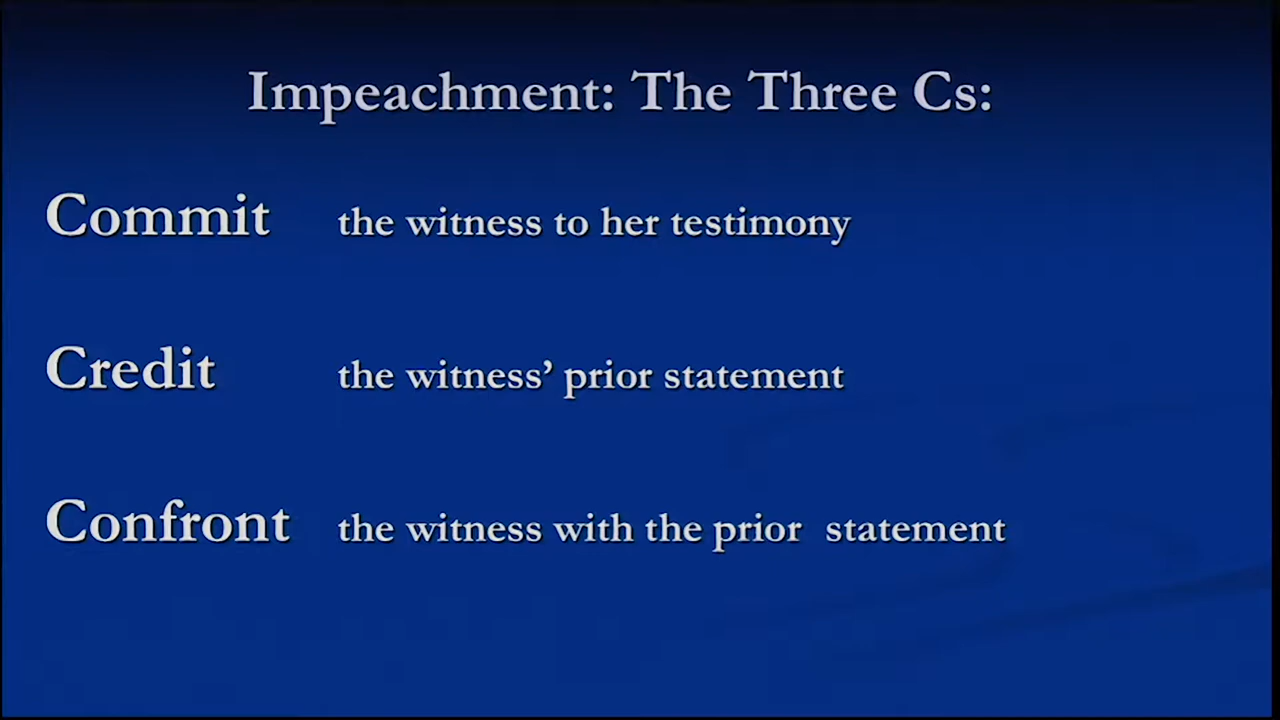 Impeachment: The Three Cs:
Commit the witness to her testimony
Credit the witness’ prior statement
Confront the witness with the prior statement